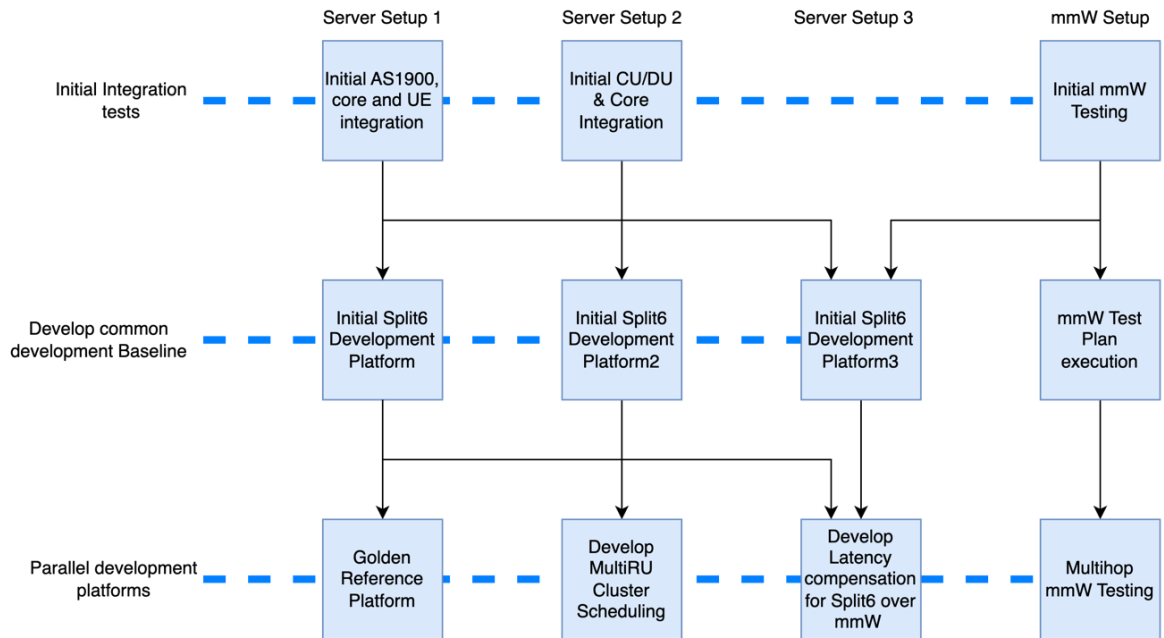 Server Setup 1
Server Setup 2
Server Setup 3
mmW Setup
Initial Integration
tests
Initial AS1900,
core and UE
integration
Initial CU/DU
& Core
Integration
Initial mmW
Testing
Develop common
development Baseline
Initial Split6
Development
Platform
Initial Split6
Development
Platform2
Initial Split6
Development
Platform3
mmW Test
Plan
execution
Parallel development
platforms
Golden
Reference
Platform
Develop
MultiRU
Cluster
Scheduling
Develop
Latency
compensation
for Split6 over
mmW
Multihop
mmW Testing